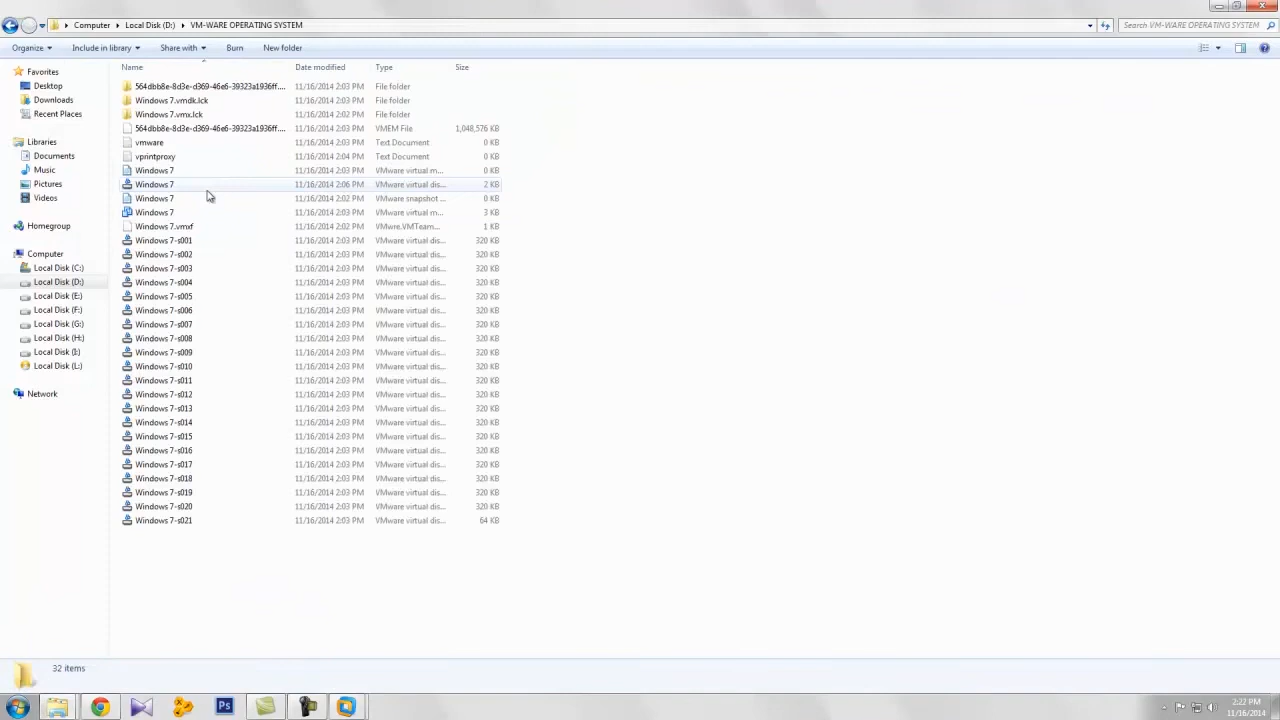 Computer ▸ Local Disk (D:) ▸ VM-WARE OPERATING SYSTEM
Search VM-WARE OPERATING SYSTEM
Organize Include in library Share with Burn New folder
Name Date modified Type Size
Favorites
Desktop
Downloads
Recent Places
Libraries
Documents
Music
Pictures
Videos
Homegroup
Computer
Local Disk (C:)
Local Disk (D:)
Local Disk (E:)
Local Disk (F:)
Local Disk (G:)
Local Disk (H:)
Local Disk (I:)
Local Disk (L:)
Network
564dbb8e-8d3e-d369-46e6-39323a1936ff.... 11/16/2014 2:03 PM File folder
Windows 7.vmdk.lck 11/16/2014 2:03 PM File folder
Windows 7.vmx.lck 11/16/2014 2:02 PM File folder
564dbb8e-8d3e-d369-46e6-39323a1936ff.... 11/16/2014 2:03 PM VMEM File 1,048,576 KB
vmware 11/16/2014 2:03 PM Text Document 0 KB
vprintproxy 11/16/2014 2:04 PM Text Document 0 KB
Windows 7 11/16/2014 2:03 PM VMware virtual m... 0 KB
Windows 7 11/16/2014 2:06 PM VMware virtual dis... 2 KB
Windows 7 11/16/2014 2:02 PM VMware snapshot ... 0 KB
Windows 7 11/16/2014 2:03 PM VMware virtual m... 3 KB
Windows 7.vmxf 11/16/2014 2:02 PM VMwre.VMTeam... 1 KB
Windows 7-s001 11/16/2014 2:03 PM VMware virtual dis... 320 KB
Windows 7-s002 11/16/2014 2:03 PM VMware virtual dis... 320 KB
Windows 7-s003 11/16/2014 2:03 PM VMware virtual dis... 320 KB
Windows 7-s004 11/16/2014 2:03 PM VMware virtual dis... 320 KB
Windows 7-s005 11/16/2014 2:03 PM VMware virtual dis... 320 KB
Windows 7-s006 11/16/2014 2:03 PM VMware virtual dis... 320 KB
Windows 7-s007 11/16/2014 2:03 PM VMware virtual dis... 320 KB
Windows 7-s008 11/16/2014 2:03 PM VMware virtual dis... 320 KB
Windows 7-s009 11/16/2014 2:03 PM VMware virtual dis... 320 KB
Windows 7-s010 11/16/2014 2:03 PM VMware virtual dis... 320 KB
Windows 7-s011 11/16/2014 2:03 PM VMware virtual dis... 320 KB
Windows 7-s012 11/16/2014 2:03 PM VMware virtual dis... 320 KB
Windows 7-s013 11/16/2014 2:03 PM VMware virtual dis... 320 KB
Windows 7-s014 11/16/2014 2:03 PM VMware virtual dis... 320 KB
Windows 7-s015 11/16/2014 2:03 PM VMware virtual dis... 320 KB
Windows 7-s016 11/16/2014 2:03 PM VMware virtual dis... 320 KB
Windows 7-s017 11/16/2014 2:03 PM VMware virtual dis... 320 KB
Windows 7-s018 11/16/2014 2:03 PM VMware virtual dis... 320 KB
Windows 7-s019 11/16/2014 2:03 PM VMware virtual dis... 320 KB
Windows 7-s020 11/16/2014 2:03 PM VMware virtual dis... 320 KB
Windows 7-s021 11/16/2014 2:03 PM VMware virtual dis... 64 KB
32 items
Ps
2:22 PM
11/16/2014